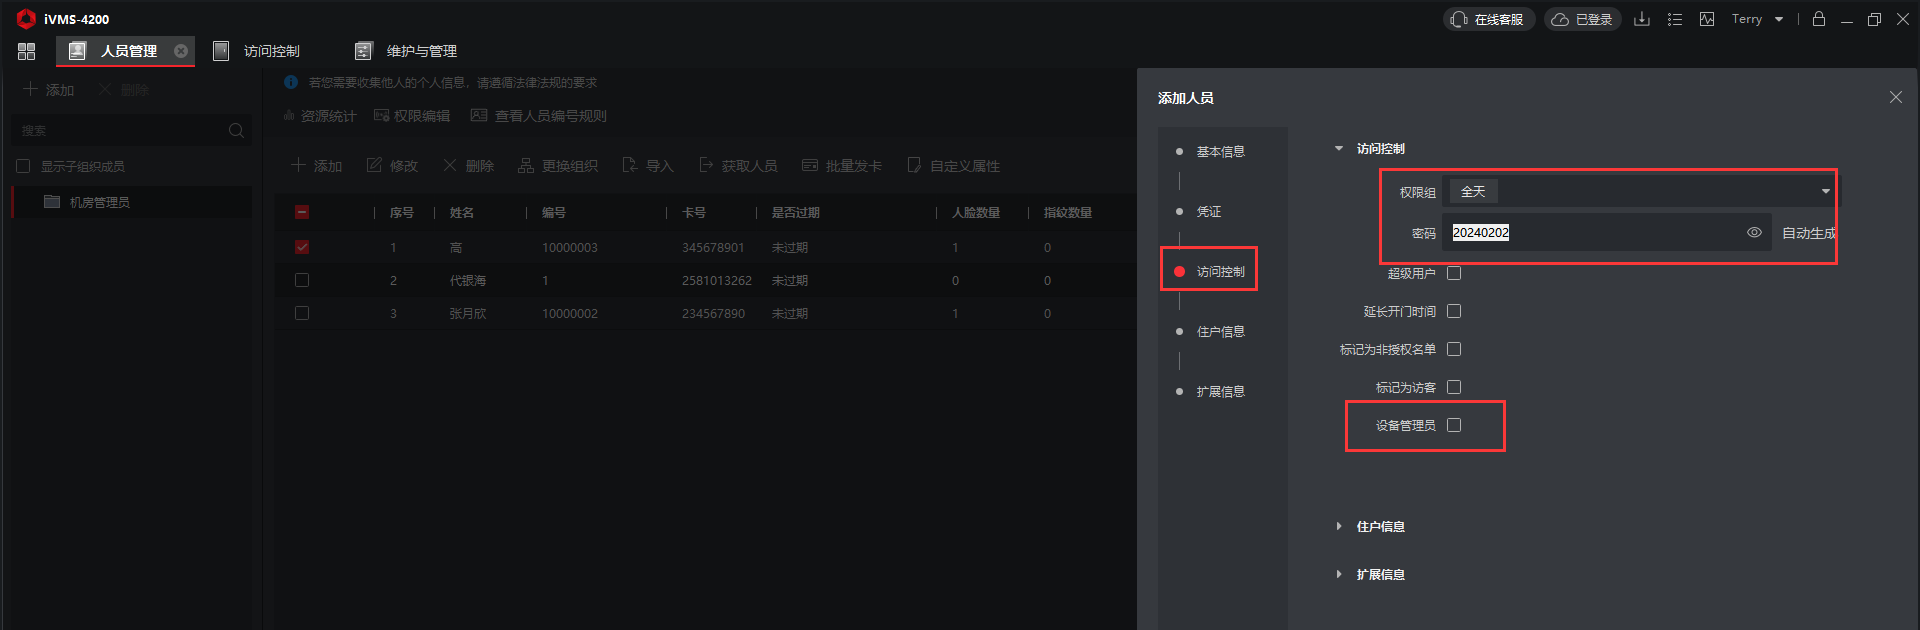 iVMS-4200
在线客服
已登录
Terry
人员管理
访问控制
维护与管理
添加
删除
搜索
显示子组织成员
机房管理员
若您需要收集他人的个人信息，请遵循法律法规的要求
资源统计
权限编辑
查看人员编号规则
添加
修改
删除
更换组织
导入
获取人员
批量发卡
自定义属性
序号 姓名 编号 卡号 是否过期 人脸数量 指纹数量
1 高 10000003 345678901 未过期 1 0
2 代银海 1 2581013262 未过期 0 0
3 张月欣 10000002 234567890 未过期 1 0
添加人员
基本信息
凭证
访问控制
住户信息
扩展信息
访问控制
权限组 全天
密码 20240202 自动生成
超级用户
延长开门时间
标记为非授权名单
标记为访客
设备管理员
住户信息
扩展信息